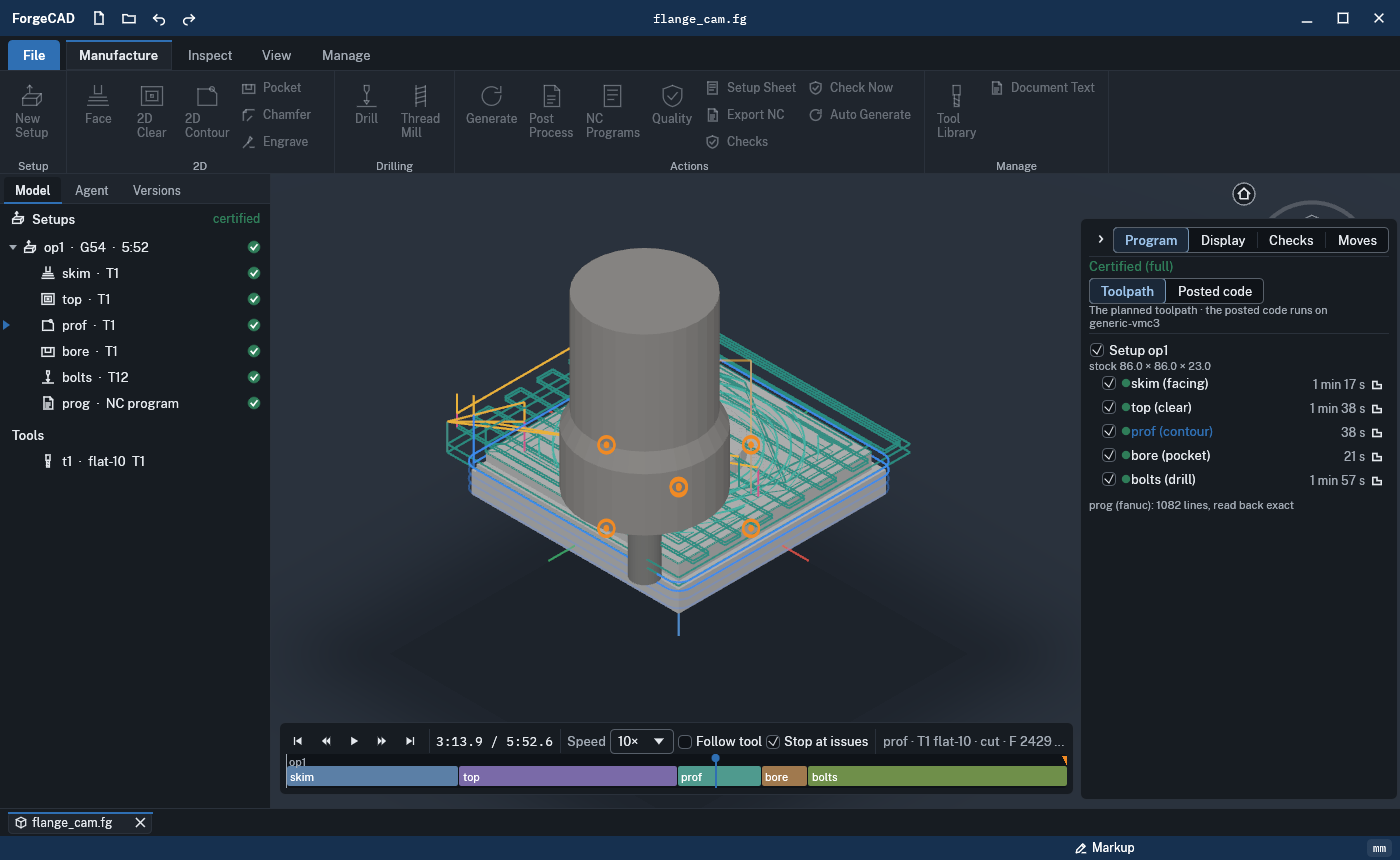 ForgeCAD
flange_cam.fg
File
Manufacture
Inspect
View
Manage
New
Setup
Setup
Face
2D
Clear
2D
Contour
Pocket
Chamfer
Engrave
2D
Drill
Thread
Mill
Drilling
Generate
Post
Process
NC
Programs
Quality
Setup Sheet
Export NC
Checks
Check Now
Auto Generate
Actions
Tool
Library
Document Text
Manage
Model
Agent
Versions
Setups
certified
op1 · G54 · 5:52
skim · T1
top · T1
prof · T1
bore · T1
bolts · T12
prog · NC program
Tools
t1 · flat-10 T1
Program
Display
Checks
Moves
Certified (full)
Toolpath
Posted code
The planned toolpath · the posted code runs on
generic-vmc3
Setup op1
stock 86.0 × 86.0 × 23.0
skim (facing) 1 min 17 s
top (clear) 1 min 38 s
prof (contour) 38 s
bore (pocket) 21 s
bolts (drill) 1 min 57 s
prog (fanuc): 1082 lines, read back exact
3:13.9 / 5:52.6
Speed
10×
Follow tool
Stop at issues
prof · T1 flat-10 · cut · F 2429 ...
op1
skim
top
prof
bore
bolts
flange_cam.fg
Markup
mm